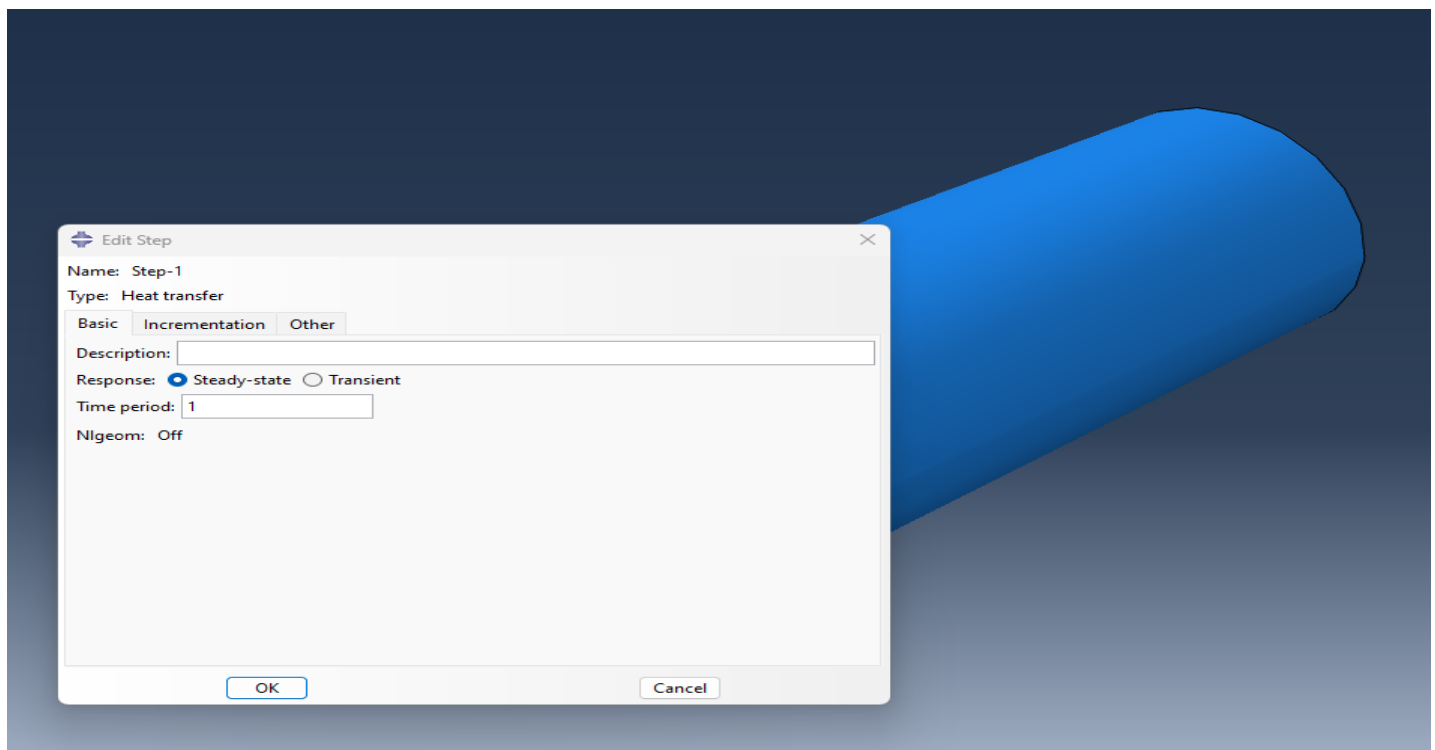 Edit Step
Name: Step-1
Type: Heat transfer
Basic Incrementation Other
Description:
Response: Steady-state Transient
Time period: 1
Nlgeom: Off
OK Cancel